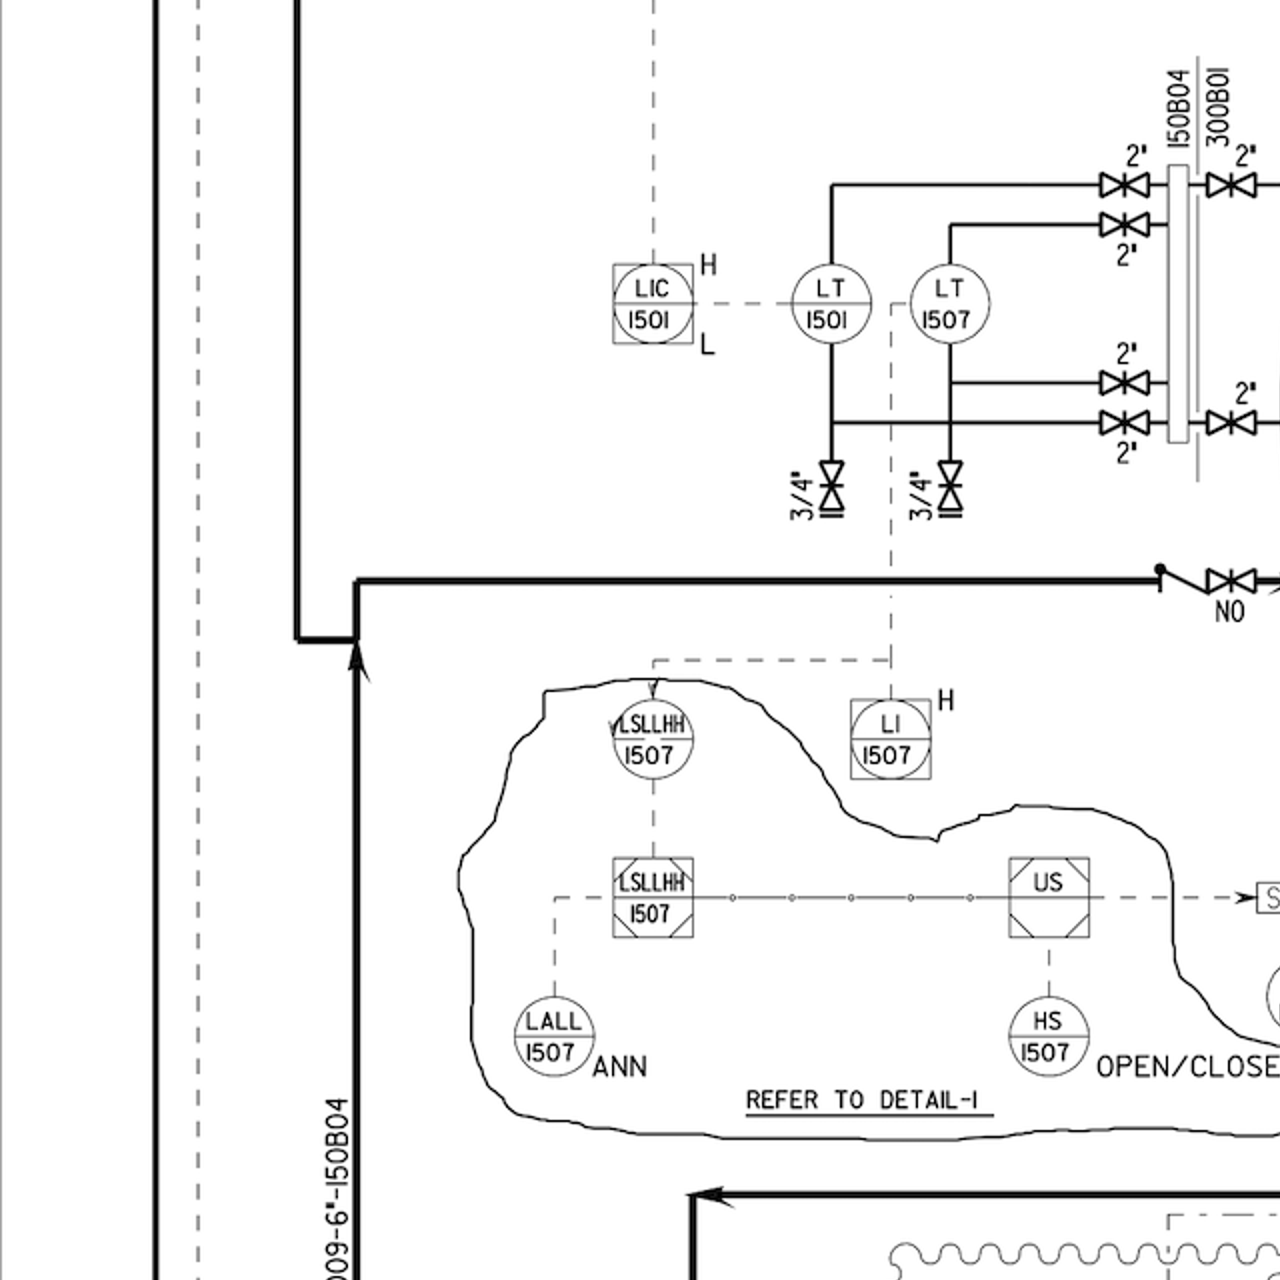 150B04
300B01
2"
2"
2"
H
LIC
1501
L
LT
1501
LT
1507
2"
2"
2"
3/4"
3/4"
NO
LSLLHH
1507
LI
1507
H
LSLLHH
1507
US
S
LALL
1507
ANN
HS
1507
OPEN/CLOSE
REFER TO DETAIL-1
009-6"-150B04